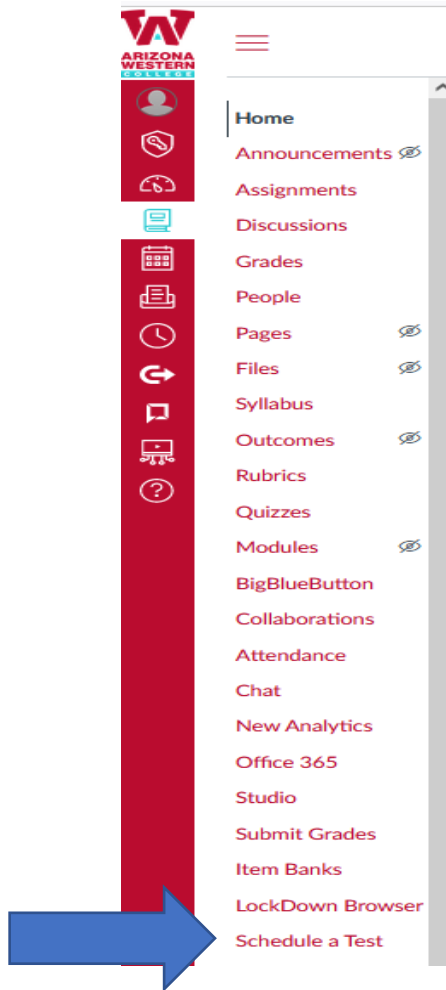 ARIZONA
WESTERN
COLLEGE
Home
Announcements
Assignments
Discussions
Grades
People
Pages
Files
Syllabus
Outcomes
Rubrics
Quizzes
Modules
BigBlueButton
Collaborations
Attendance
Chat
New Analytics
Office 365
Studio
Submit Grades
Item Banks
LockDown Browser
Schedule a Test